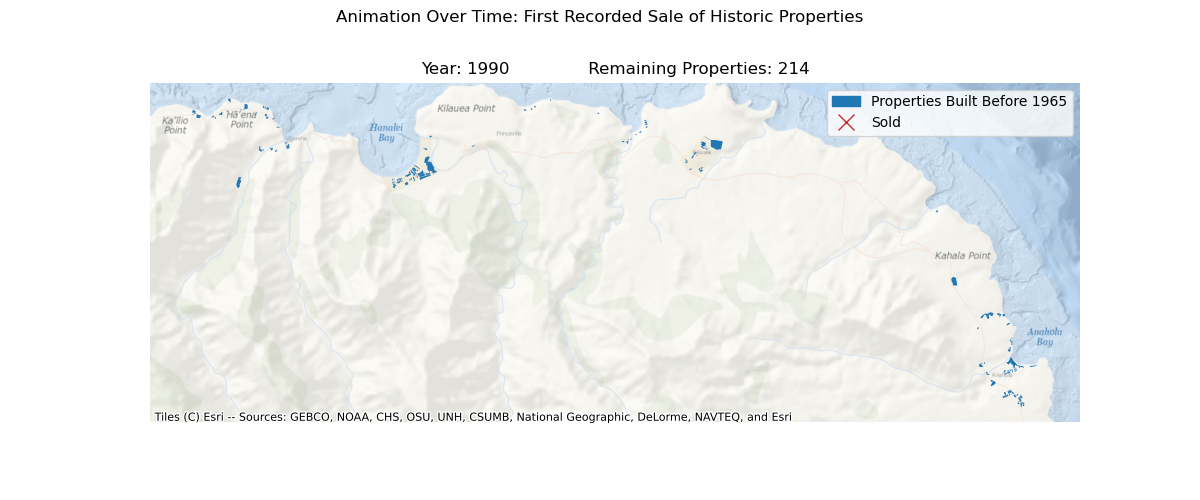 Animation Over Time: First Recorded Sale of Historic Properties
Year: 1990 Remaining Properties: 214
Properties Built Before 1965
Sold
Kilauea Point
Ka'ilio
Point
Hā'ena
Point
Hanalei
Bay
Princeville
Kahala Point
Anahola
Bay
Anahola
Tiles (C) Esri -- Sources: GEBCO, NOAA, CHS, OSU, UNH, CSUMB, National Geographic, DeLorme, NAVTEQ, and Esri